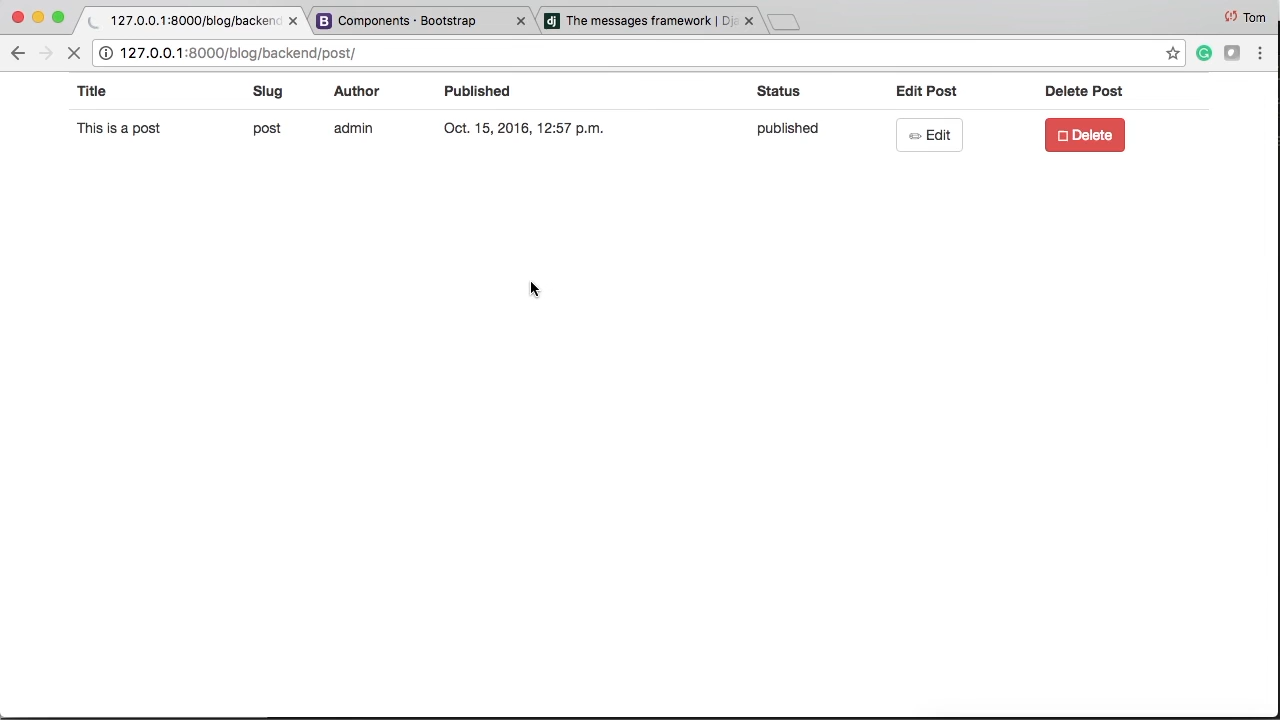 127.0.0.1:8000/blog/backend
Components · Bootstrap
dj The messages framework | Dja
Tom
127.0.0.1:8000/blog/backend/post/
Title Slug Author Published Status Edit Post Delete Post
This is a post post admin Oct. 15, 2016, 12:57 p.m. published Edit Delete